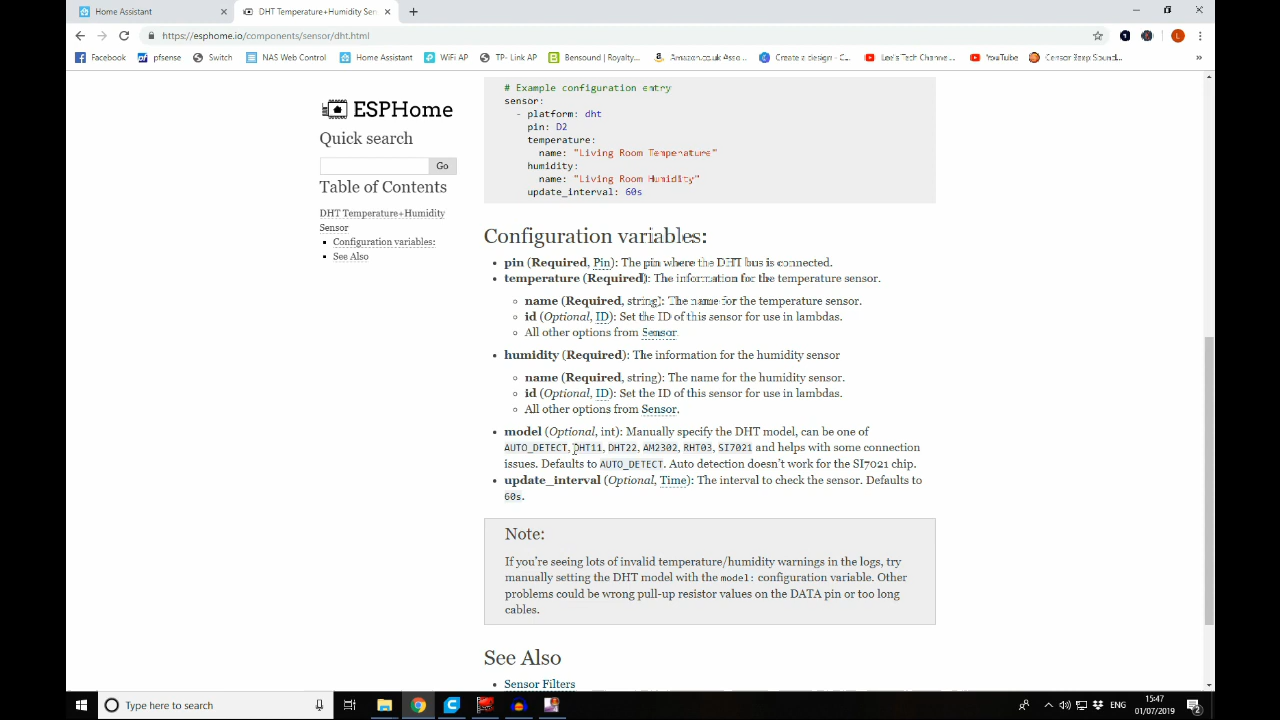 Home Assistant
DHT Temperature+Humidity Sen
https://esphome.io/components/sensor/dht.html
L
Facebook
pfsense
Switch
NAS Web Control
Home Assistant
WiFi AP
TP- Link AP
Bensound | Royalty...
Amazon.co.uk Asso...
Create a design - C...
Lee's Tech Channe...
YouTube
Censor Beep Sound...
»
ESPHome
Quick search
Go
Table of Contents
DHT Temperature+Humidity
Sensor
Configuration variables:
See Also
# Example configuration entry
sensor:
- platform: dht
pin: D2
temperature:
name: "Living Room Temperature"
humidity:
name: "Living Room Humidity"
update_interval: 60s
Configuration variables:
pin (Required, Pin): The pin where the DHT bus is connected.
temperature (Required): The information for the temperature sensor.
name (Required, string): The name for the temperature sensor.
id (Optional, ID): Set the ID of this sensor for use in lambdas.
All other options from Sensor.
humidity (Required): The information for the humidity sensor
name (Required, string): The name for the humidity sensor.
id (Optional, ID): Set the ID of this sensor for use in lambdas.
All other options from Sensor.
model (Optional, int): Manually specify the DHT model, can be one of
AUTO_DETECT, DHT11, DHT22, AM2302, RHT03, SI7021 and helps with some connection
issues. Defaults to AUTO_DETECT. Auto detection doesn't work for the SI7021 chip.
update_interval (Optional, Time): The interval to check the sensor. Defaults to
60s.
Note:
If you're seeing lots of invalid temperature/humidity warnings in the logs, try
manually setting the DHT model with the model: configuration variable. Other
problems could be wrong pull-up resistor values on the DATA pin or too long
cables.
See Also
Sensor Filters
Type here to search
ENG
15:47
01/07/2019
2